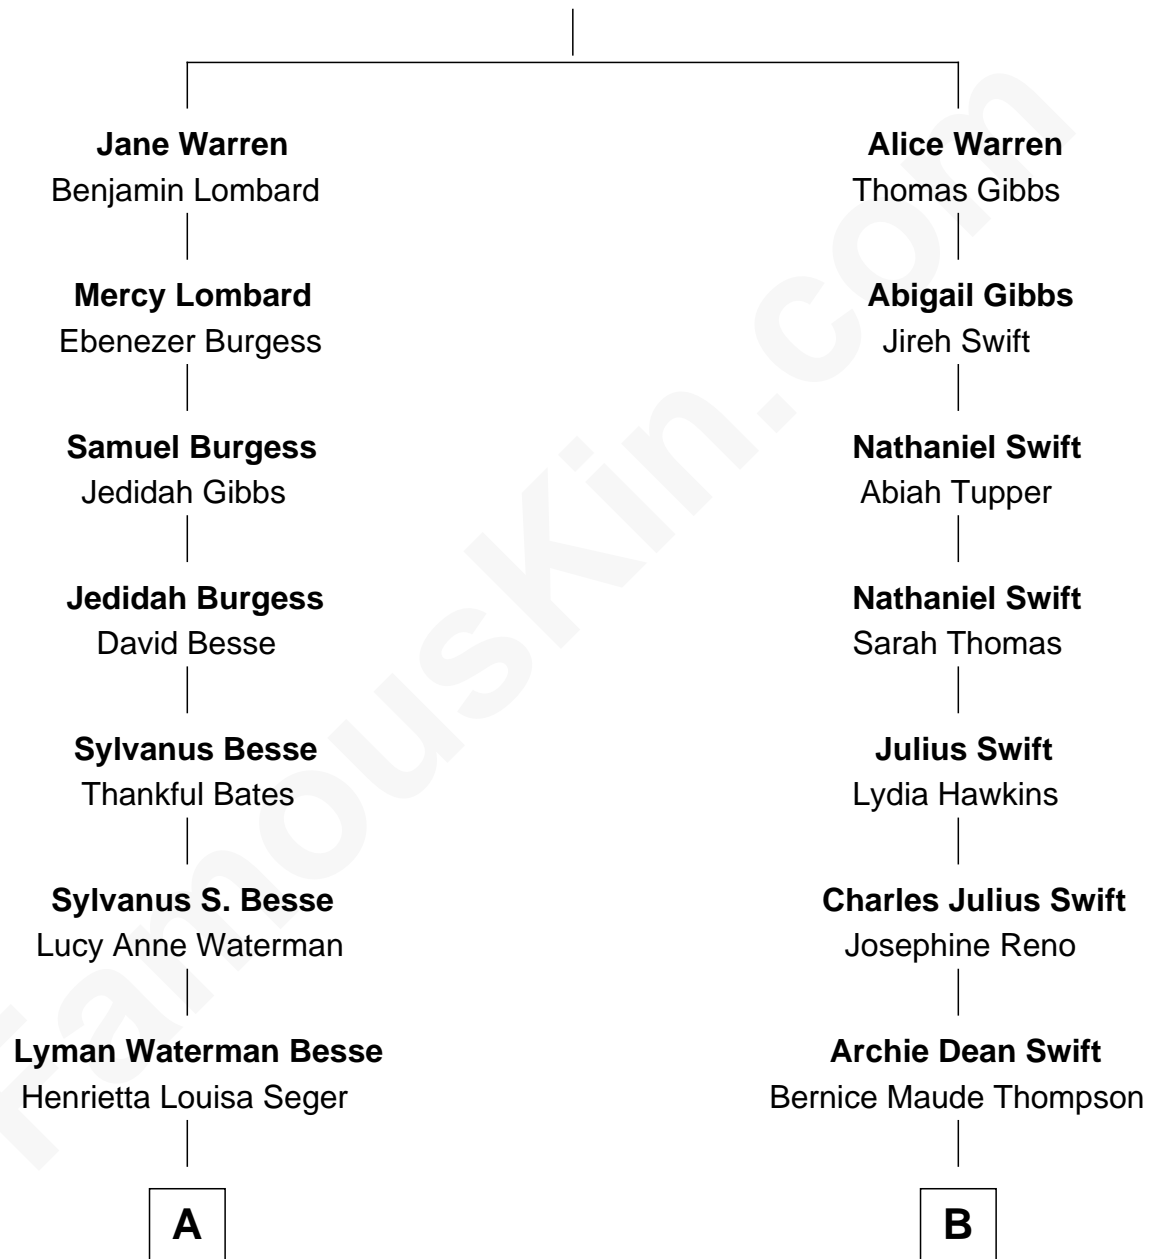 Jane Warren
Benjamin Lombard
Alice Warren
Thomas Gibbs
Mercy Lombard
Ebenezer Burgess
Abigail Gibbs
Jireh Swift
Samuel Burgess
Jedidah Gibbs
Nathaniel Swift
Abiah Tupper
Jedidah Burgess
David Besse
Nathaniel Swift
Sarah Thomas
Sylvanus Besse
Thankful Bates
Julius Swift
Lydia Hawkins
Sylvanus S. Besse
Lucy Anne Waterman
Charles Julius Swift
Josephine Reno
Lyman Waterman Besse
Henrietta Louisa Seger
Archie Dean Swift
Bernice Maude Thompson
A
B
FamousKin.com